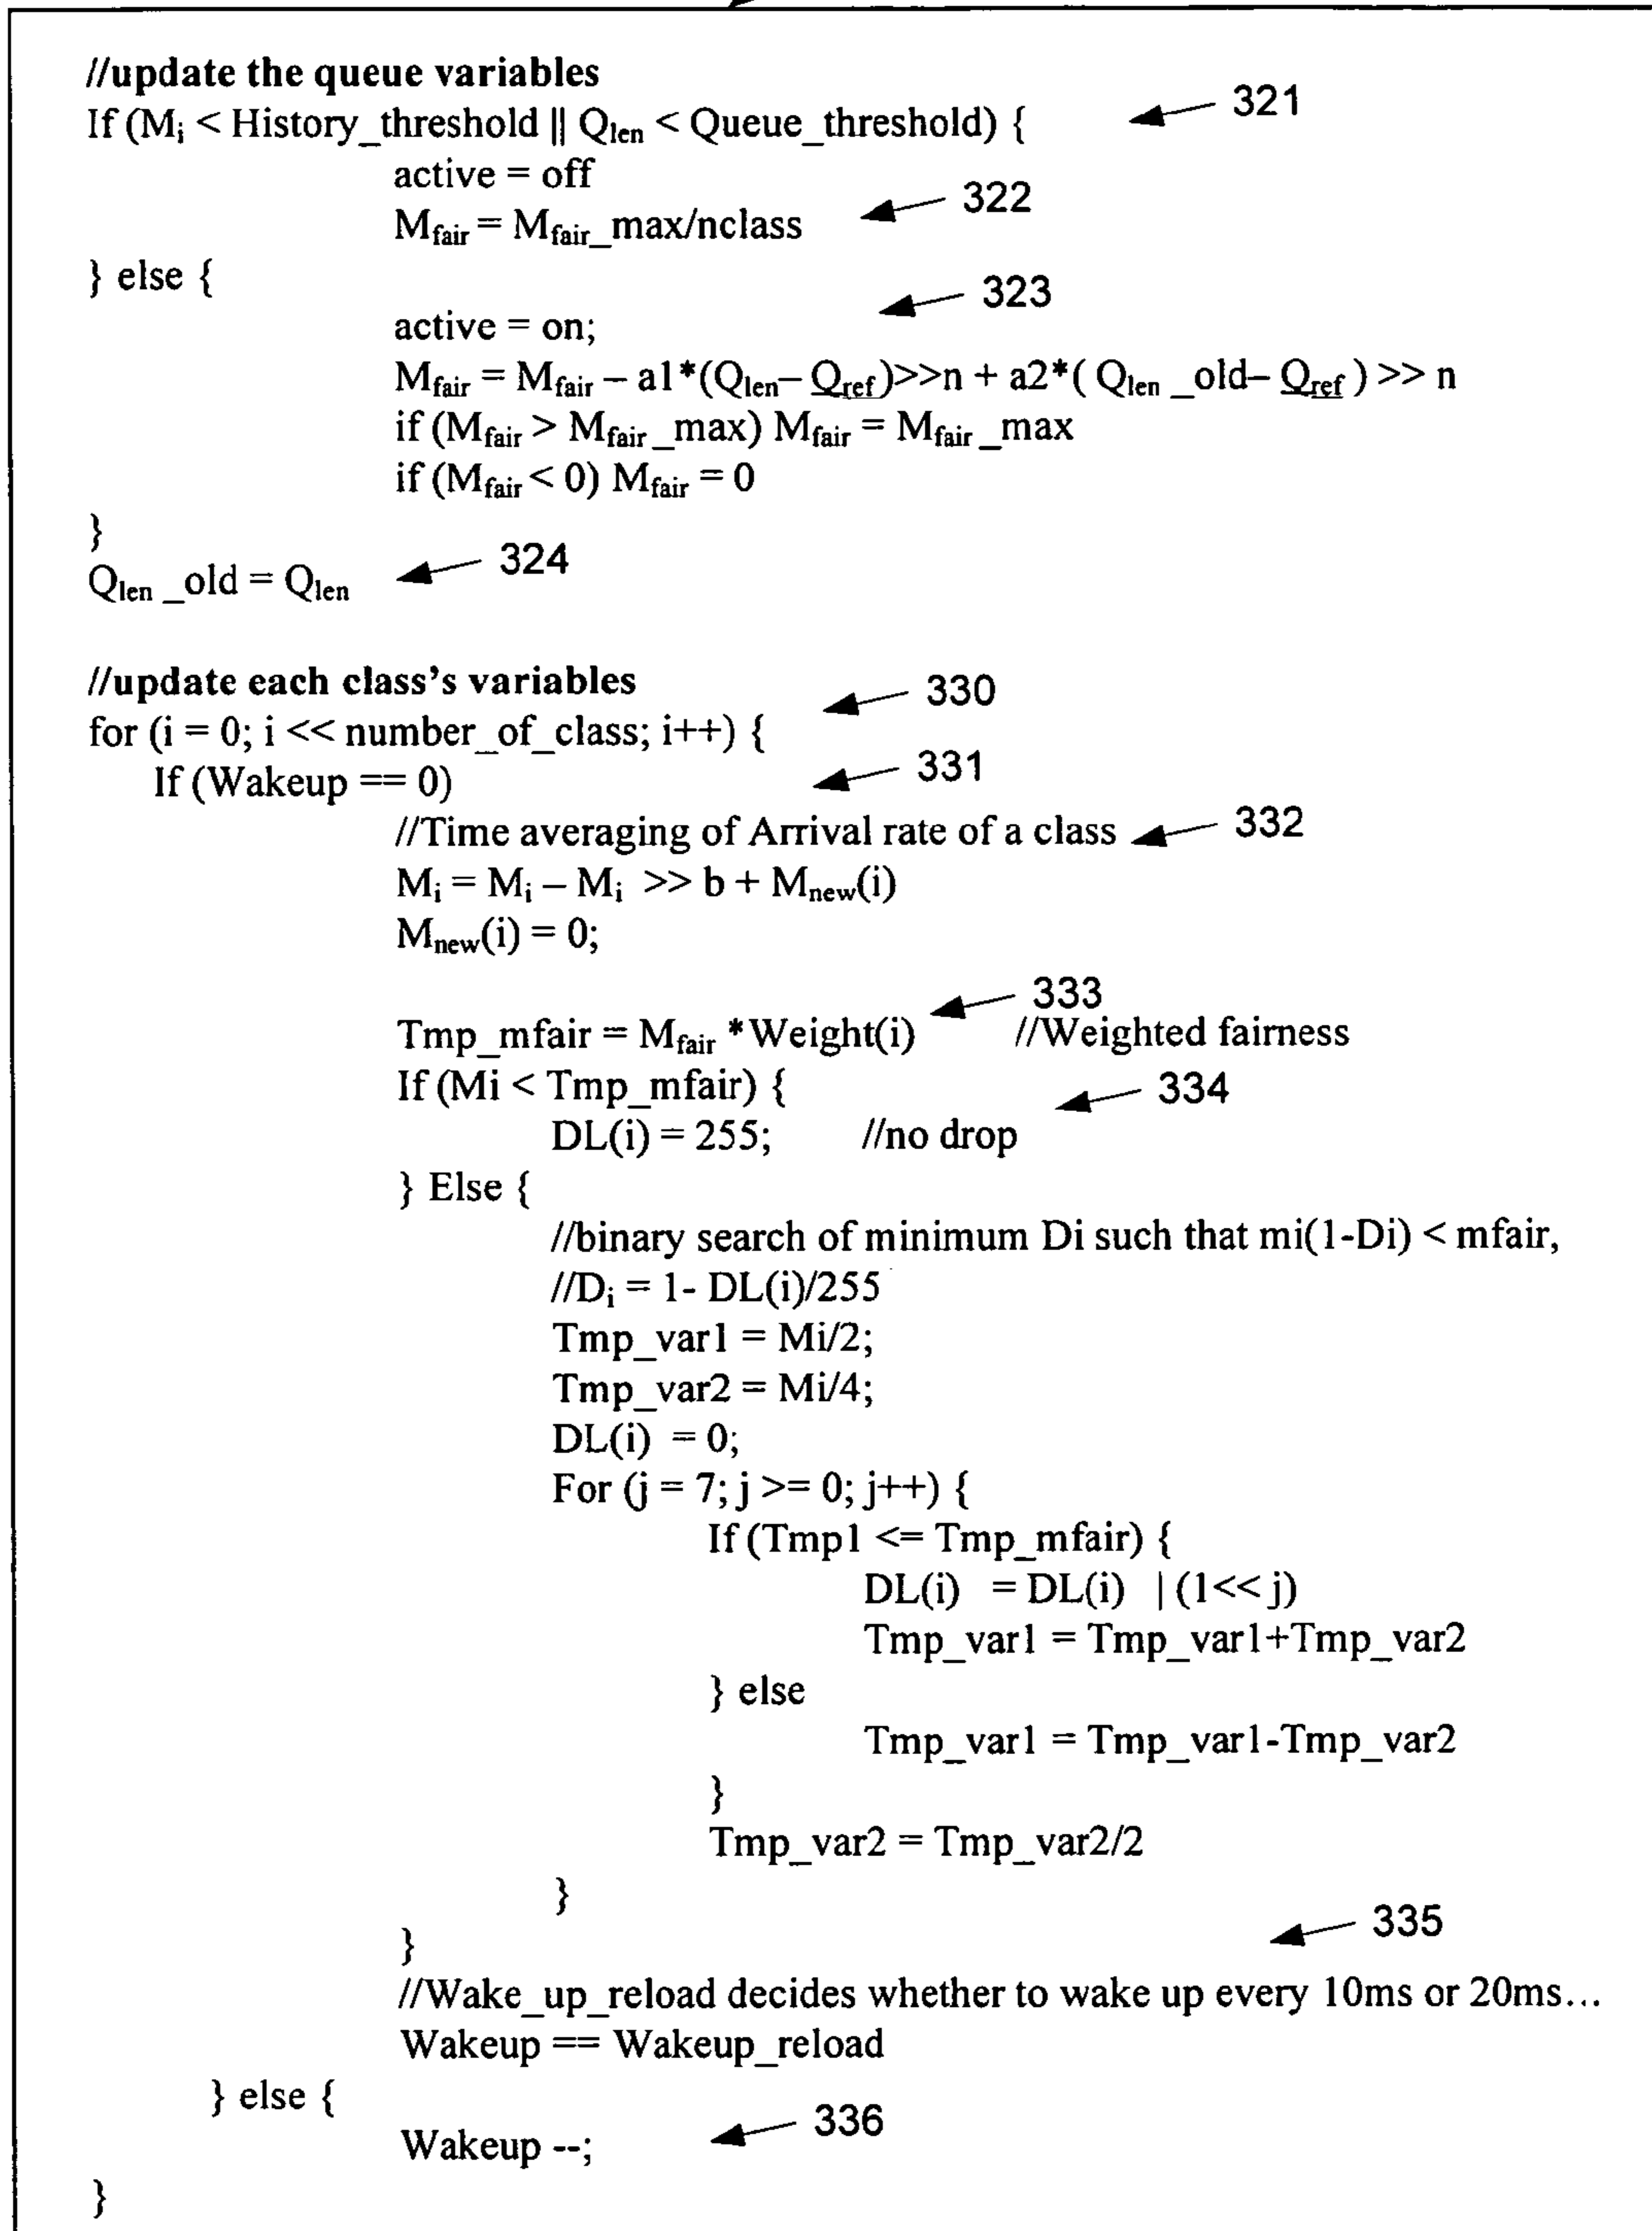 //update the queue variables
If (Mi < History_threshold || Qlen < Queue_threshold) { 321
active = off
Mfair = Mfair_max/nclass 322
} else {
323
active = on;
Mfair = Mfair – a1*(Qlen– Qref)>>n + a2*( Qlen _old– Qref ) >> n
if (Mfair > Mfair_max) Mfair = Mfair_max
if (Mfair < 0) Mfair = 0
}
Qlen _old = Qlen 324
//update each class's variables
for (i = 0; i << number_of_class; i++) { 330
If (Wakeup == 0) 331
//Time averaging of Arrival rate of a class 332
Mi = Mi – Mi >> b + Mnew(i)
Mnew(i) = 0;
Tmp_mfair = Mfair *Weight(i) 333 //Weighted fairness
If (Mi < Tmp_mfair) {
DL(i) = 255; //no drop 334
} Else {
//binary search of minimum Di such that mi(1-Di) < mfair,
//Di = 1- DL(i)/255
Tmp_var1 = Mi/2;
Tmp_var2 = Mi/4;
DL(i) = 0;
For (j = 7; j >= 0; j++) {
If (Tmp1 <= Tmp_mfair) {
DL(i) = DL(i) | (1<< j)
Tmp_var1 = Tmp_var1+Tmp_var2
} else
Tmp_var1 = Tmp_var1-Tmp_var2
}
Tmp_var2 = Tmp_var2/2
}
} 335
//Wake_up_reload decides whether to wake up every 10ms or 20ms...
Wakeup == Wakeup_reload
} else {
Wakeup --; 336
}